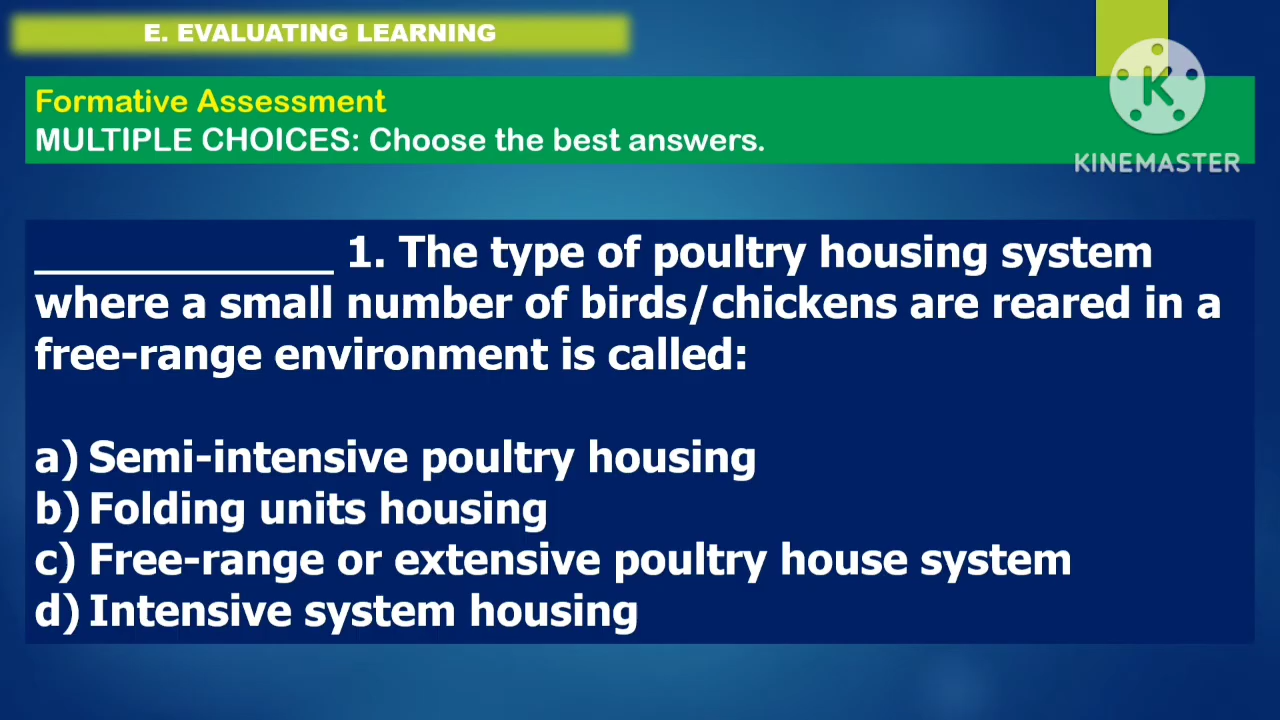 E. EVALUATING LEARNING
Formative Assessment
MULTIPLE CHOICES: Choose the best answers.
K
KINEMASTER
______________ 1. The type of poultry housing system
where a small number of birds/chickens are reared in a
free-range environment is called:
a) Semi-intensive poultry housing
b) Folding units housing
c) Free-range or extensive poultry house system
d) Intensive system housing